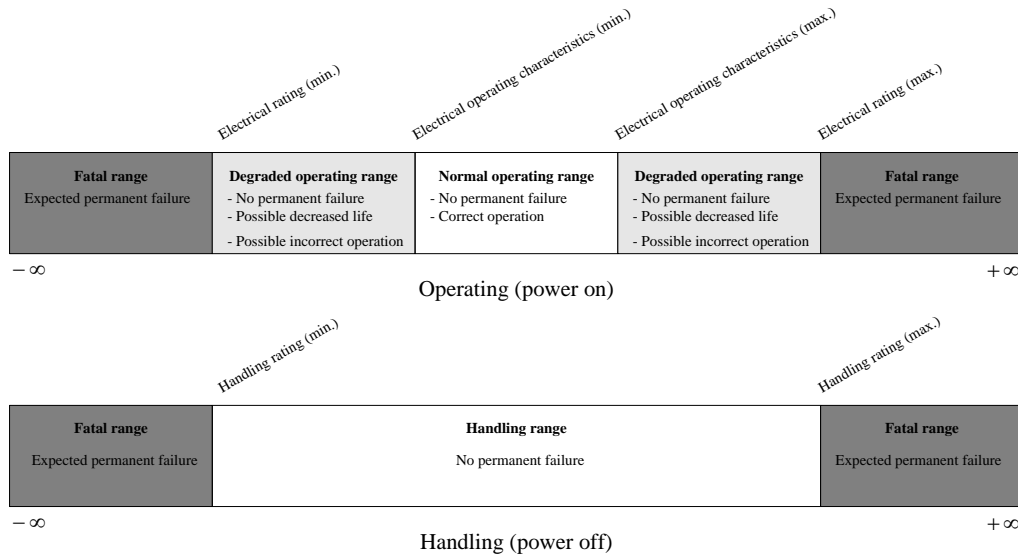 Electrical rating (min.)
Electrical operating characteristics (min.)
Electrical operating characteristics (max.)
Electrical rating (max.)
Fatal range
Expected permanent failure
Degraded operating range
- No permanent failure
- Possible decreased life
- Possible incorrect operation
Normal operating range
- No permanent failure
- Correct operation
Degraded operating range
- No permanent failure
- Possible decreased life
- Possible incorrect operation
Fatal range
Expected permanent failure
− ∞
+ ∞
Operating (power on)
Handling rating (min.)
Handling rating (max.)
Fatal range
Expected permanent failure
Handling range
No permanent failure
Fatal range
Expected permanent failure
− ∞
+ ∞
Handling (power off)